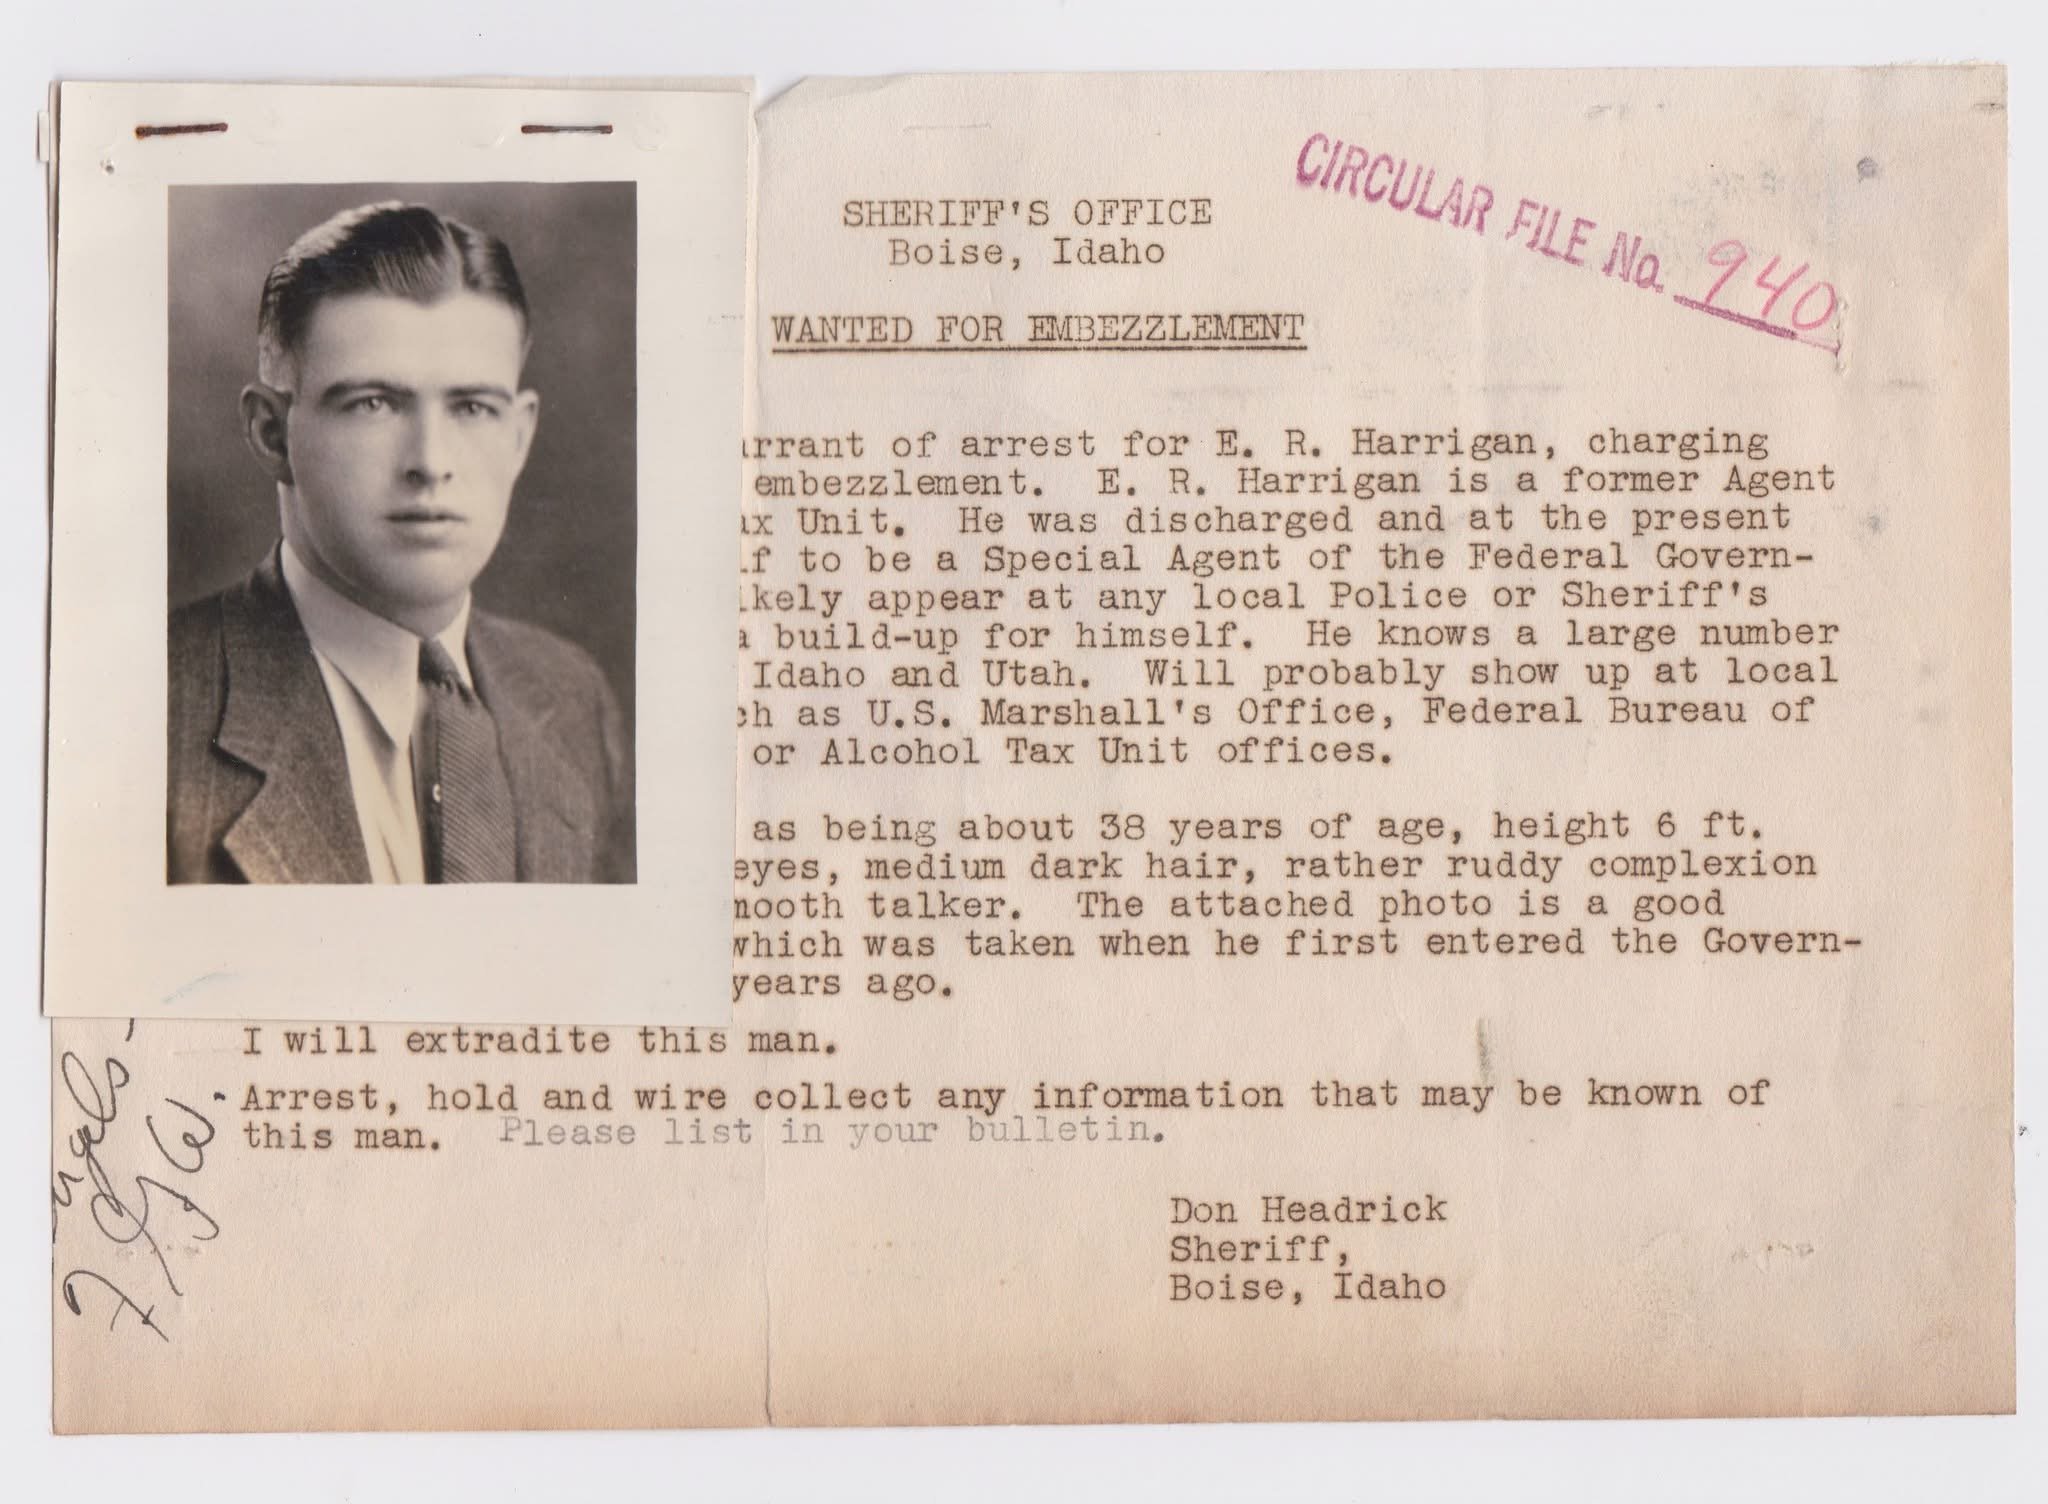 SHERIFF'S OFFICE
Boise, Idaho
CIRCULAR FILE No. 940
WANTED FOR EMBEZZLEMENT
of arrest for E. R. Harrigan, charging
embezzlement. E. R. Harrigan is a former Agent
Unit. He was discharged and at the present
to be a Special Agent of the Federal Govern-
appear at any local Police or Sheriff's
build-up for himself. He knows a large number
Idaho and Utah. Will probably show up at local
as U.S. Marshall's Office, Federal Bureau of
or Alcohol Tax Unit offices.
as being about 38 years of age, height 6 ft.
eyes, medium dark hair, rather ruddy complexion
talker. The attached photo is a good
which was taken when he first entered the Govern-
years ago.
I will extradite this man.
Arrest, hold and wire collect any information that may be known of
this man. Please list in your bulletin.
Don Headrick
Sheriff,
Boise, Idaho